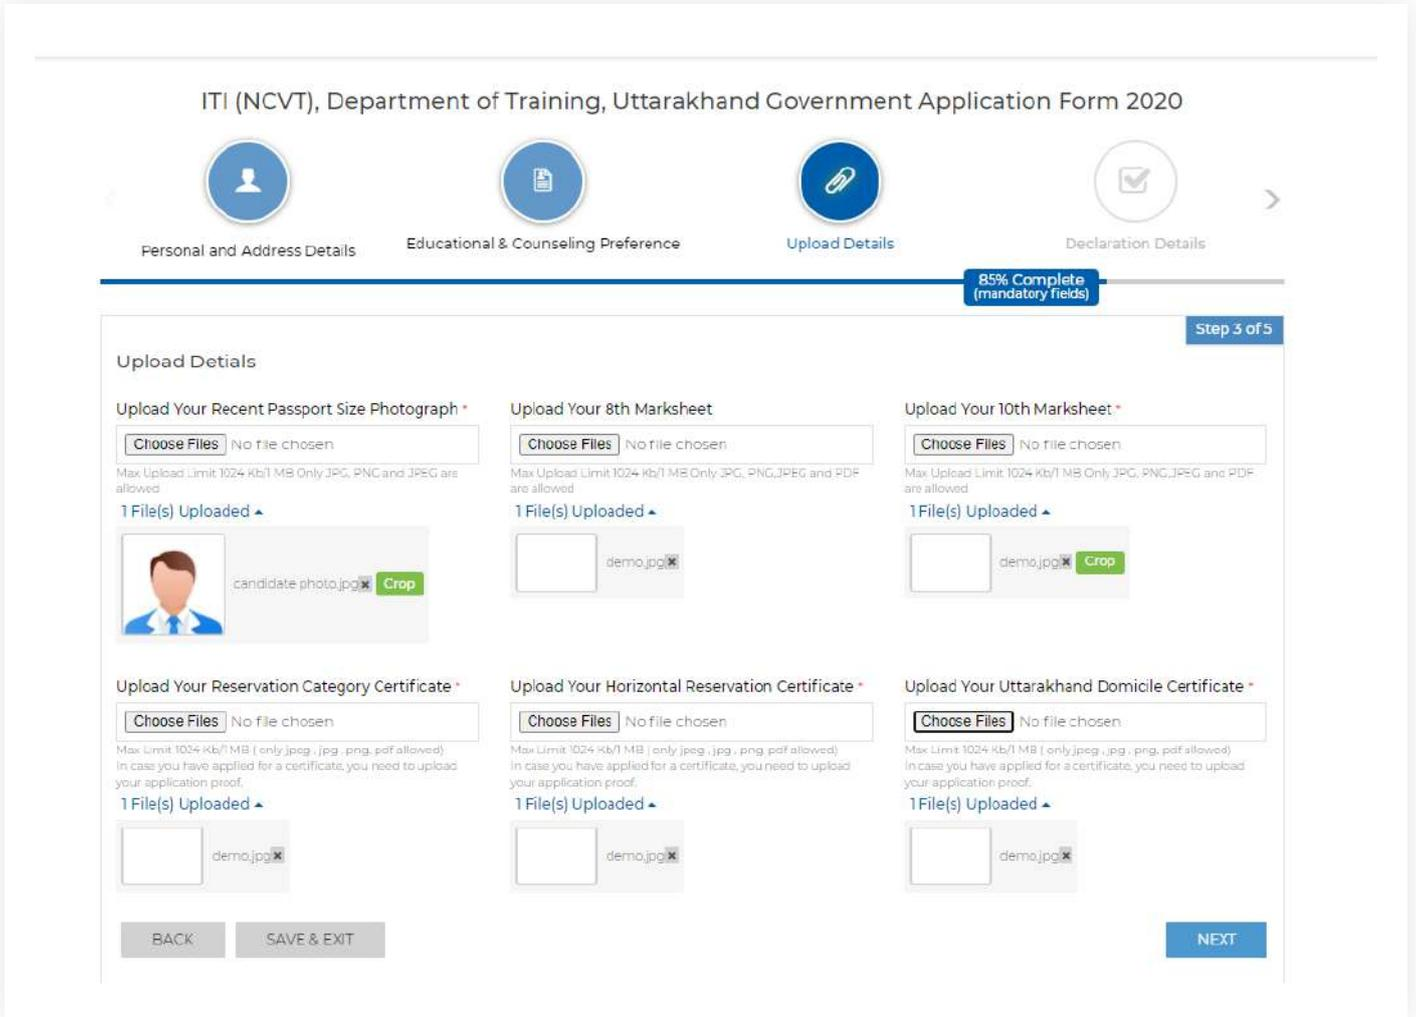 ITI (NCVT), Department of Training, Uttarakhand Government Application Form 2020
Personal and Address Details
Educational & Counseling Preference
Upload Details
Declaration Details
85% Complete
(mandatory fields)
Step 3 of 5
Upload Detials
Upload Your Recent Passport Size Photograph *
Choose Files No file chosen
Max Upload Limit 1024 Kb/1 MB Only JPG, PNG and JPEG are
allowed
1 File(s) Uploaded
candidate photo.jpg Crop
Upload Your 8th Marksheet
Choose Files No file chosen
Max Upload Limit 1024 Kb/1 MB Only JPG, PNG,JPEG and PDF
are allowed
1 File(s) Uploaded
demo.jpg
Upload Your 10th Marksheet *
Choose Files No file chosen
Max Upload Limit 1024 Kb/1 MB Only JPG, PNG,JPEG and PDF
are allowed
1 File(s) Uploaded
demo.jpg Crop
Upload Your Reservation Category Certificate *
Choose Files No file chosen
Max Limit 1024 Kb/1 MB ( only jpeg , jpg , png, pdf allowed)
In case you have applied for a certificate, you need to upload
your application proof.
1 File(s) Uploaded
demo.jpg
Upload Your Horizontal Reservation Certificate *
Choose Files No file chosen
Max Limit 1024 Kb/1 MB ( only jpeg , jpg , png, pdf allowed)
In case you have applied for a certificate, you need to upload
your application proof.
1 File(s) Uploaded
demo.jpg
Upload Your Uttarakhand Domicile Certificate *
Choose Files No file chosen
Max Limit 1024 Kb/1 MB ( only jpeg , jpg , png, pdf allowed)
In case you have applied for a certificate, you need to upload
your application proof.
1 File(s) Uploaded
demo.jpg
BACK
SAVE & EXIT
NEXT